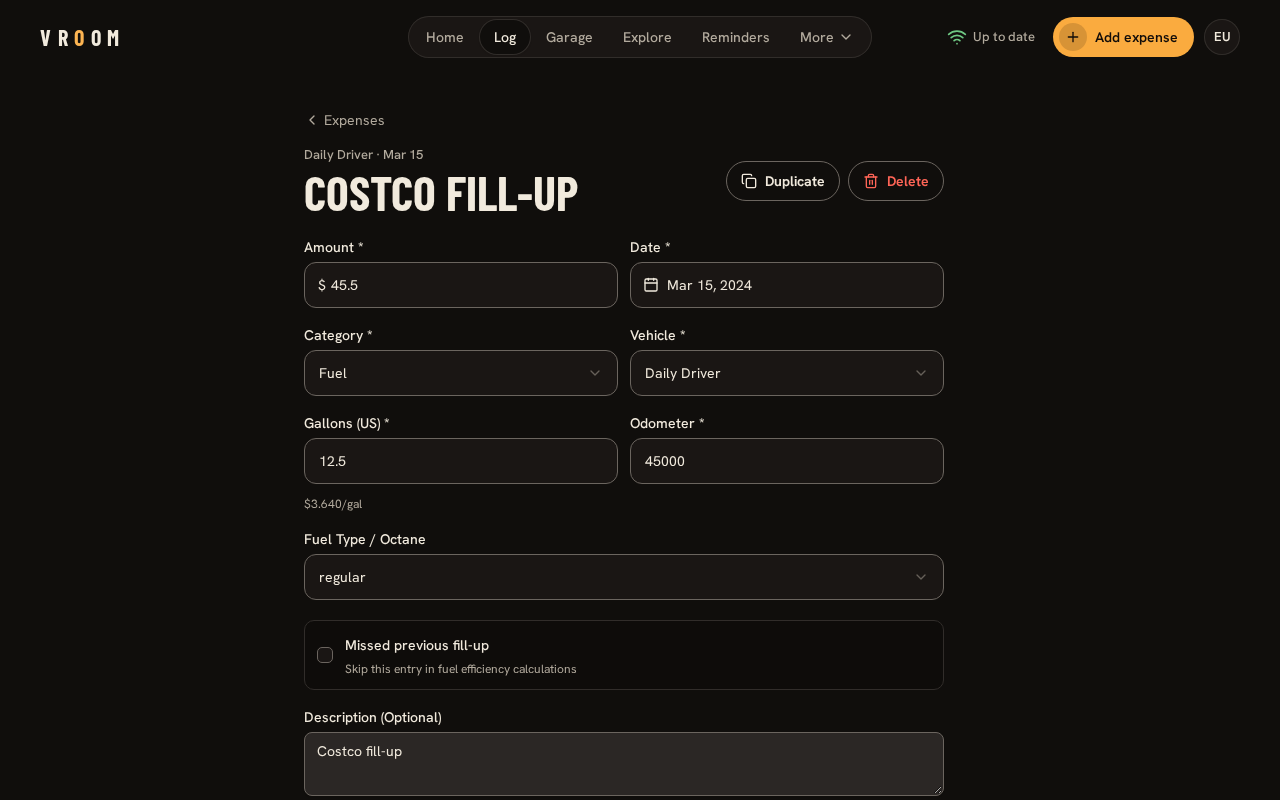 VROOM
Home Log Garage Explore Reminders More
Up to date
Add expense
EU
Expenses
Daily Driver · Mar 15
COSTCO FILL-UP
Duplicate
Delete
Amount * Date *
$ 45.5 Mar 15, 2024
Category * Vehicle *
Fuel Daily Driver
Gallons (US) * Odometer *
12.5 45000
$3.640/gal
Fuel Type / Octane
regular
Missed previous fill-up
Skip this entry in fuel efficiency calculations
Description (Optional)
Costco fill-up